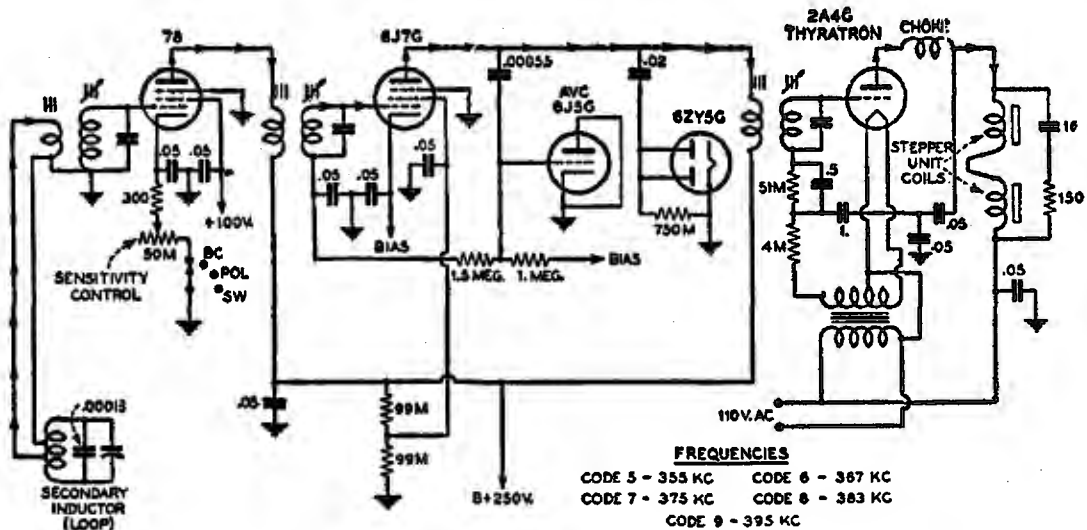 78
6J7G
2A4G
THYRATRON
CHOKE
.00055
.02
AVC
6J5G
6ZY5G
.05
.05
300
+100V.
50M
SENSITIVITY
CONTROL
BC
POL
SW
.05
.05
.05
BIAS
1.5 MEG.
1. MEG.
BIAS
750M
51M
.5
4M
1.
.05
.05
STEPPER
UNIT
COILS
16
150
.05
.05
99M
99M
B+250V.
110V. AC
.00013
SECONDARY
INDUCTOR
(LOOP)
FREQUENCIES
CODE 5 - 355 KC CODE 6 - 367 KC
CODE 7 - 375 KC CODE 8 - 383 KC
CODE 9 - 395 KC